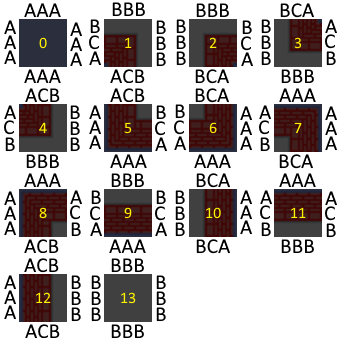 AAA BBB BBB BCA
A A B B B B B A
A 0 A C 1 B B 2 C B 3 C
A A A B B A B B
AAA ACB BCA BBB
ACB ACB BCA AAA
A B A B B A A A
C 4 B A 5 C C 6 A C 7 A
B B A A A A B A
BBB AAA AAA BCA
AAA BBB BCA AAA
A A B B B A A A
A 8 C C 9 C B 10 A C 11 C
A B A A B A B B
ACB AAA BCA BBB
ACB BBB
A B B B
A 12 B B 13 B
A B B B
ACB BBB